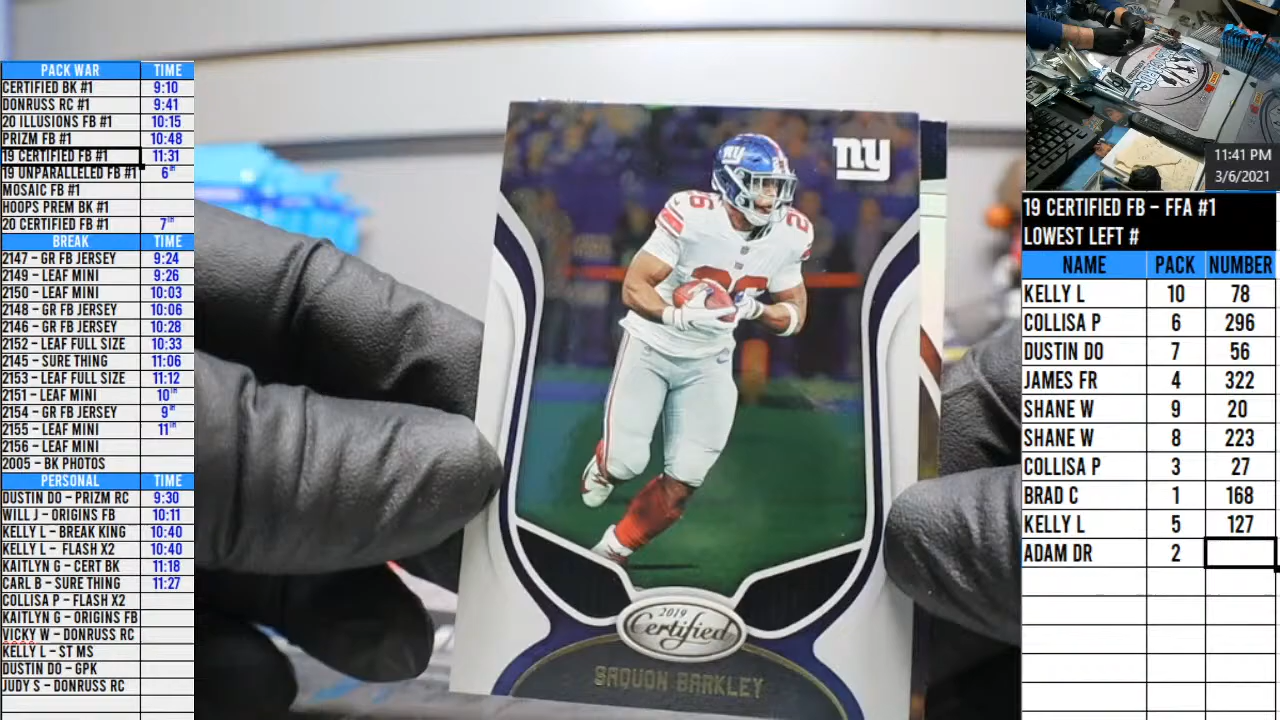 PACK WAR TIME
CERTIFIED BK #1 9:10
DONRUSS RC #1 9:41
20 ILLUSIONS FB #1 10:15
PRIZM FB #1 10:48
19 CERTIFIED FB #1 11:31
19 UNPARALLELED FB #1 6TH
MOSAIC FB #1
HOOPS PREM BK #1
20 CERTIFIED FB #1 7TH
BREAK TIME
2147 - GR FB JERSEY 9:24
2149 - LEAF MINI 9:26
2150 - LEAF MINI 10:03
2148 - GR FB JERSEY 10:06
2146 - GR FB JERSEY 10:28
2152 - LEAF FULL SIZE 10:33
2145 - SURE THING 11:06
2153 - LEAF FULL SIZE 11:12
2151 - LEAF MINI 10TH
2154 - GR FB JERSEY 9TH
2155 - LEAF MINI 11TH
2156 - LEAF MINI
2005 - BK PHOTOS
PERSONAL TIME
DUSTIN DO - PRIZM RC 9:30
WILL J - ORIGINS FB 10:11
KELLY L - BREAK KING 10:40
KELLY L - FLASH X2 10:40
KAITLYN G - CERT BK 11:18
CARL B - SURE THING 11:27
COLLISA P - FLASH X2
KAITLYN G - ORIGINS FB
VICKY W - DONRUSS RC
KELLY L - ST MS
DUSTIN DO - GPK
JUDY S - DONRUSS RC
ny
ny
26
26
2019
Certified
SAQUON BARKLEY
11:41 PM
3/6/2021
19 CERTIFIED FB - FFA #1
LOWEST LEFT #
NAME PACK NUMBER
KELLY L 10 78
COLLISA P 6 296
DUSTIN DO 7 56
JAMES FR 4 322
SHANE W 9 20
SHANE W 8 223
COLLISA P 3 27
BRAD C 1 168
KELLY L 5 127
ADAM DR 2